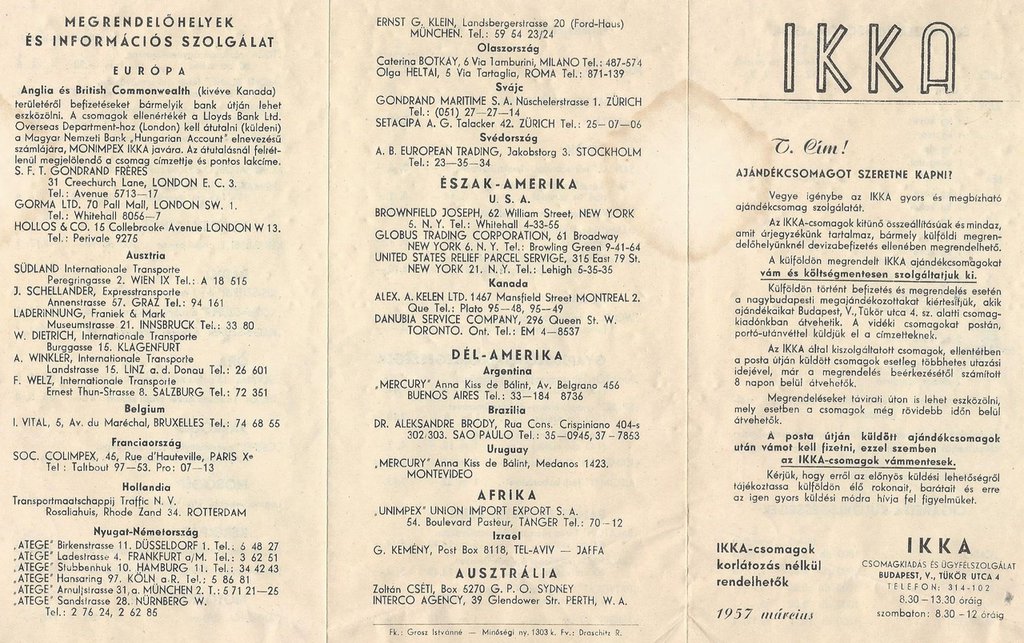 MEGRENDELŐHELYEK
ÉS INFORMÁCIÓS SZOLGÁLAT
EURÓPA
Anglia és British Commonwealth (kivéve Kanada)
területéről befizetéseket bármelyik bank útján lehet
eszközölni. A csomagok ellenértékét a Lloyds Bank Ltd.
Overseas Department-hoz (London) kell átutalni (küldeni)
a Magyar Nemzeti Bank „Hungarian Account" elnevezésű
számlájára, MONIMPEX IKKA javára. Az átutalásnál feltét-
lenül megjelölendő a csomag címzettje és pontos lakcíme.
S. F. T. GONDRAND FRÈRES
31 Creechurch Lane, LONDON E. C. 3.
Tel.: Avenue 5713—17
GORMA LTD. 70 Pall Mall, LONDON SW. 1.
Tel.: Whitehall 8056—7
HOLLOS & CO. 15 Collebrooke Avenue LONDON W 13.
Tel.: Perivale 9275
Ausztria
SÜDLAND Internationale Transporte
Peregringasse 2. WIEN IX Tel.: A 18 515
J. SCHELLANDER, Expresstransporte
Annenstrasse 57. GRAZ Tel.: 94 161
LADERINNUNG, Franiek & Mark
Museumstrasse 21. INNSBRUCK Tel.: 33 80
W. DIETRICH, Internationale Transporte
Burggasse 15. KLAGENFURT
A. WINKLER, Internationale Transporte
Landstrasse 15. LINZ a. d. Donau Tel.: 26 601
F. WELZ, Internationale Transporte
Ernest Thun-Strasse 8. SALZBURG Tel.: 72 351
Belgium
I. VITAL, 5, Av. du Maréchal, BRUXELLES Tel.: 74 68 55
Franciaország
SOC. COLIMPEX, 45, Rue d'Hauteville, PARIS Xe
Tel : Taitbout 97—53. Pro: 07—13
Hollandia
Transportmaatschappij Traffic N. V.
Rosaliahuis, Rhode Zand 34. ROTTERDAM
Nyugat-Németország
„ATEGE" Birkenstrasse 11. DÜSSELDORF 1. Tel.: 6 48 27
„ATEGE" Ladestrasse 4. FRANKFURT a/M. Tel.: 3 62 51
„ATEGE" Stubbenhuk 10. HAMBURG 11. Tel.: 34 42 43
„ATEGE" Hansaring 97. KÖLN a.R. Tel.: 5 86 81
„ATEGE" Arnulfstrasse 31, a. MÜNCHEN 2. T.: 5 71 21—25
„ATEGE" Sandstrasse 28. NÜRNBERG W.
Tel.: 2 76 24, 2 62 85
ERNST G. KLEIN, Landsbergerstrasse 20 (Ford-Haus)
MÜNCHEN. Tel.: 59 54 23/24
Olaszország
Caterina BOTKAY, 6 Via Tamburini, MILANO Tel.: 487-574
Olga HELTAI, 5 Via Tartaglia, ROMA Tel.: 871-139
Svájc
GONDRAND MARITIME S. A. Nüschelerstrasse 1. ZÜRICH
Tel.: (051) 27—27—14
SETACIPA A. G. Talacker 42. ZÜRICH Tel.: 25—07—06
Svédország
A. B. EUROPEAN TRADING, Jakobstorg 3. STOCKHOLM
Tel.: 23—35—34
ÉSZAK-AMERIKA
U. S. A.
BROWNFIELD JOSEPH, 62 William Street, NEW YORK
5. N. Y. Tel.: Whitehall 4-33-55
GLOBUS TRADING CORPORATION, 61 Broadway
NEW YORK 6. N. Y. Tel.: Browling Green 9-41-64
UNITED STATES RELIEF PARCEL SERVIGE, 315 East 79 St.
NEW YORK 21. N. Y. Tel.: Lehigh 5-35-35
Kanada
ALEX. A. KELEN LTD. 1467 Mansfield Street MONTREAL 2.
Que Tel.: Plato 95—48, 95—49
DANUBIA SERVICE COMPANY, 296 Queen St. W.
TORONTO. Ont. Tel.: EM 4—8537
DÉL-AMERIKA
Argentina
„MERCURY" Anna Kiss de Bálint, Av. Belgrano 456
BUENOS AIRES Tel.: 33—184 8736
Brazília
DR. ALEKSANDRE BRODY, Rua Cons. Crispiniano 404-s
302/303. SAO PAULO Tel.: 35—0945, 37-7853
Uruguay
„MERCURY" Anna Kiss de Bálint, Medanos 1423.
MONTEVIDEO
AFRIKA
„UNIMPEX" UNION IMPORT EXPORT S. A.
54. Boulevard Pasteur, TANGER Tel.: 70—12
Izrael
G. KEMÉNY, Post Box 8118, TEL-AVIV — JAFFA
AUSZTRÁLIA
Zoltán CSÉTI, Box 5270 G. P. O. SYDNEY
INTERCO AGENCY, 39 Glendower Str. PERTH, W. A.
Fk.: Grosz Istvánné — Minőségi ny. 1303 k. Fv.: Draschitz R.
IKKA
T. Cím!
AJÁNDÉKCSOMAGOT SZERETNE KAPNI?
Vegye igénybe az IKKA gyors és megbízható
ajándékcsomag szolgálatát.
Az IKKA-csomagok kitünő összeállításúak és mindaz,
amit árjegyzékünk tartalmaz, bármely külföldi megren-
delőhelyünknél devizabefizetés ellenében megrendelhető.
A külföldön megrendelt IKKA ajándékcsomagokat
vám és költségmentesen szolgáltatjuk ki.
Külföldön történt befizetés és megrendelés esetén
a nagybudapesti megajándékozottakat kiértesítjük, akik
ajándékaikat Budapest, V., Tükör utca 4. sz. alatti csomag-
kiadónkban átvehetik. A vidéki csomagokat postán,
portó-utánvéttel küldjük el a címzetteknek.
Az IKKA által kiszolgáltatott csomagok, ellentétben
a posta útján küldött csomagok esetleg többhetes utazási
idejével, már a megrendelés beérkezésétől számított
8 napon belül átvehetők.
Megrendeléseket távirati úton is lehet eszközölni,
mely esetben a csomagok még rövidebb időn belül
átvehetők.
A posta útján küldött ajándékcsomagok
után vámot kell fizetni, ezzel szemben
az IKKA-csomagok vámmentesek.
Kérjük, hogy erről az előnyös küldési lehetőségről
tájékoztassa külföldön élő rokonait, barátait és erre
az igen gyors küldési módra hívja fel figyelmüket.
IKKA-csomagok
korlátozás nélkül
rendelhetők
1957 március
IKKA
CSOMAGKIADÁS ÉS ÜGYFÉLSZOLGÁLAT
BUDAPEST, V., TÜKÖR UTCA 4
TELEFON: 314-102
8.30—13.30 óráig
szombaton: 8.30—12 óráig